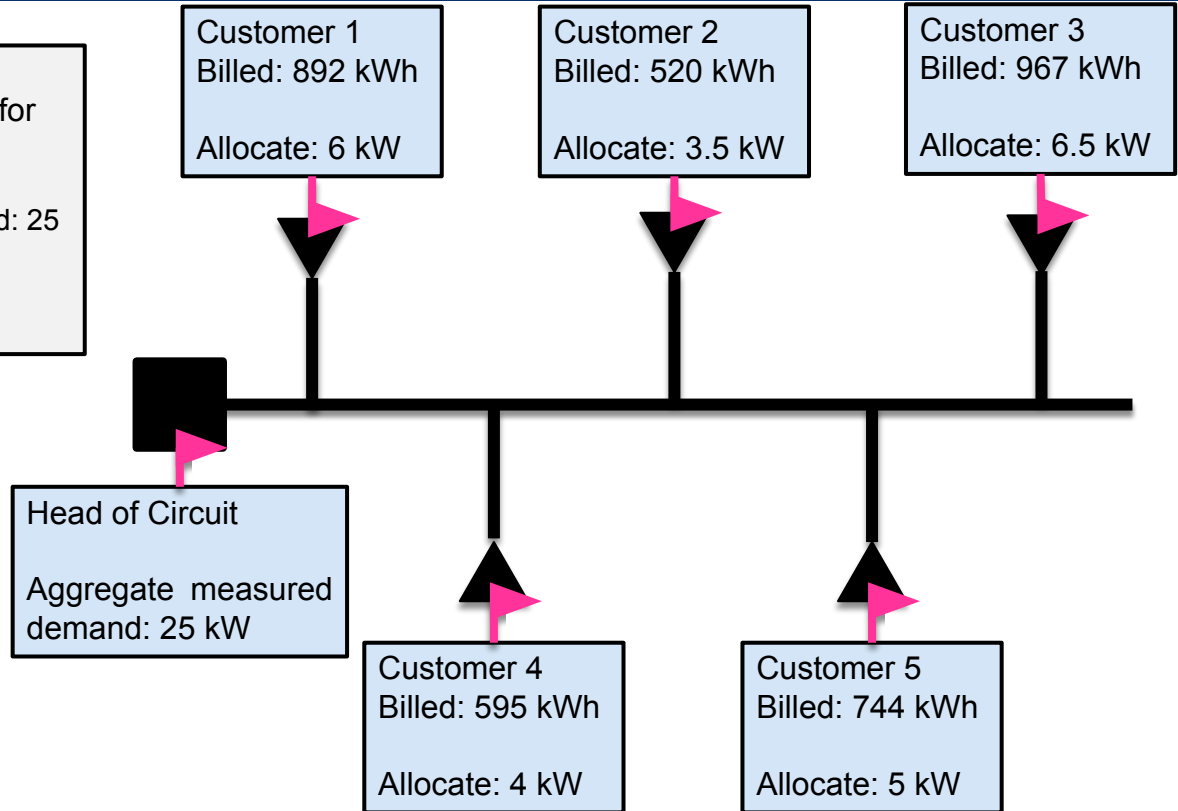 for
d: 25
Customer 1
Billed: 892 kWh
Allocate: 6 kW
Customer 2
Billed: 520 kWh
Allocate: 3.5 kW
Customer 3
Billed: 967 kWh
Allocate: 6.5 kW
Head of Circuit
Aggregate measured
demand: 25 kW
Customer 4
Billed: 595 kWh
Allocate: 4 kW
Customer 5
Billed: 744 kWh
Allocate: 5 kW